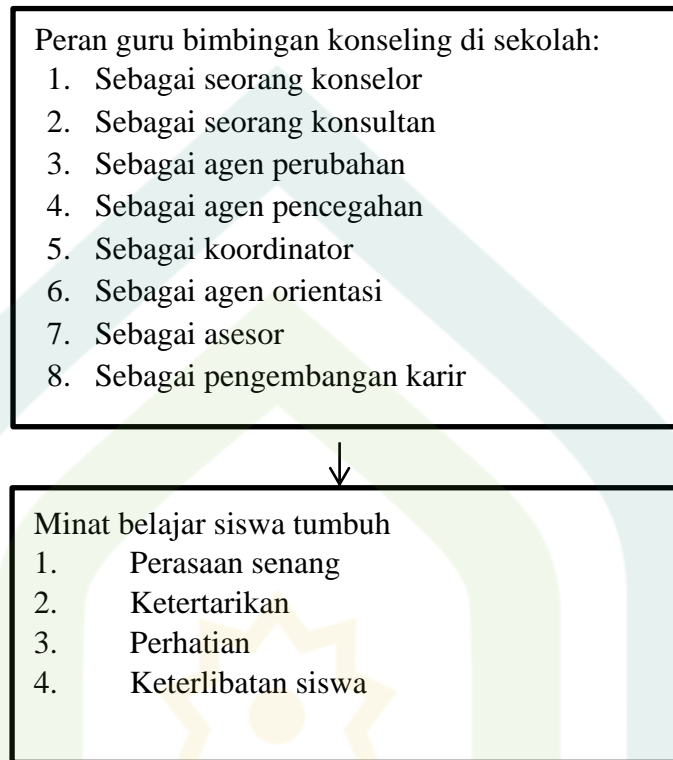 Peran guru bimbingan konseling di sekolah:
1. Sebagai seorang konselor
2. Sebagai seorang konsultan
3. Sebagai agen perubahan
4. Sebagai agen pencegahan
5. Sebagai koordinator
6. Sebagai agen orientasi
7. Sebagai asesor
8. Sebagai pengembangan karir
Minat belajar siswa tumbuh
1. Perasaan senang
2. Ketertarikan
3. Perhatian
4. Keterlibatan siswa